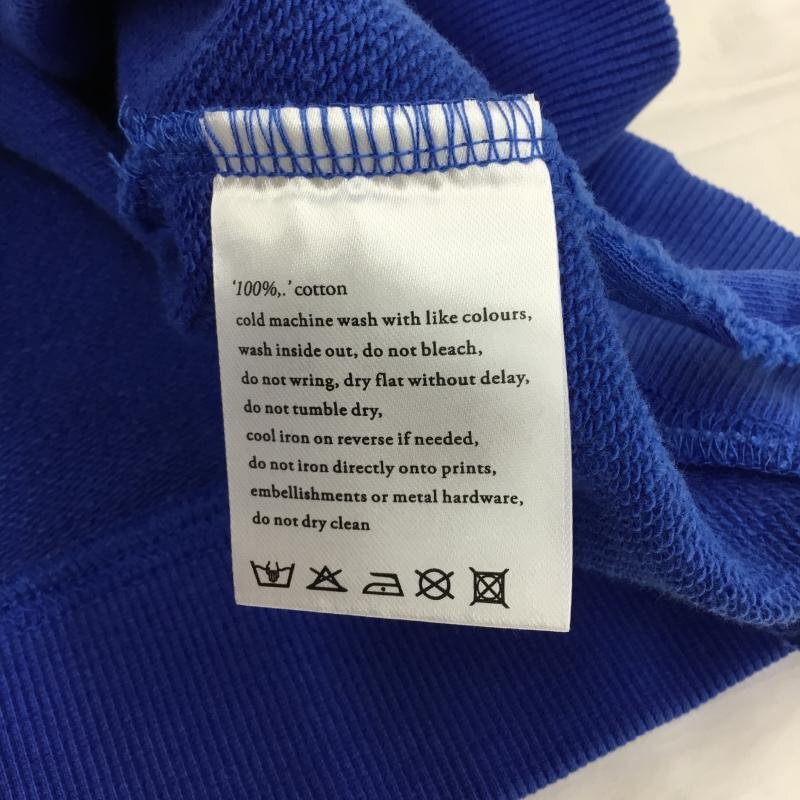 ‘100%,.’ cotton
cold machine wash with like colours,
wash inside out, do not bleach,
do not wring, dry flat without delay,
do not tumble dry,
cool iron on reverse if needed,
do not iron directly onto prints,
embellishments or metal hardware,
do not dry clean